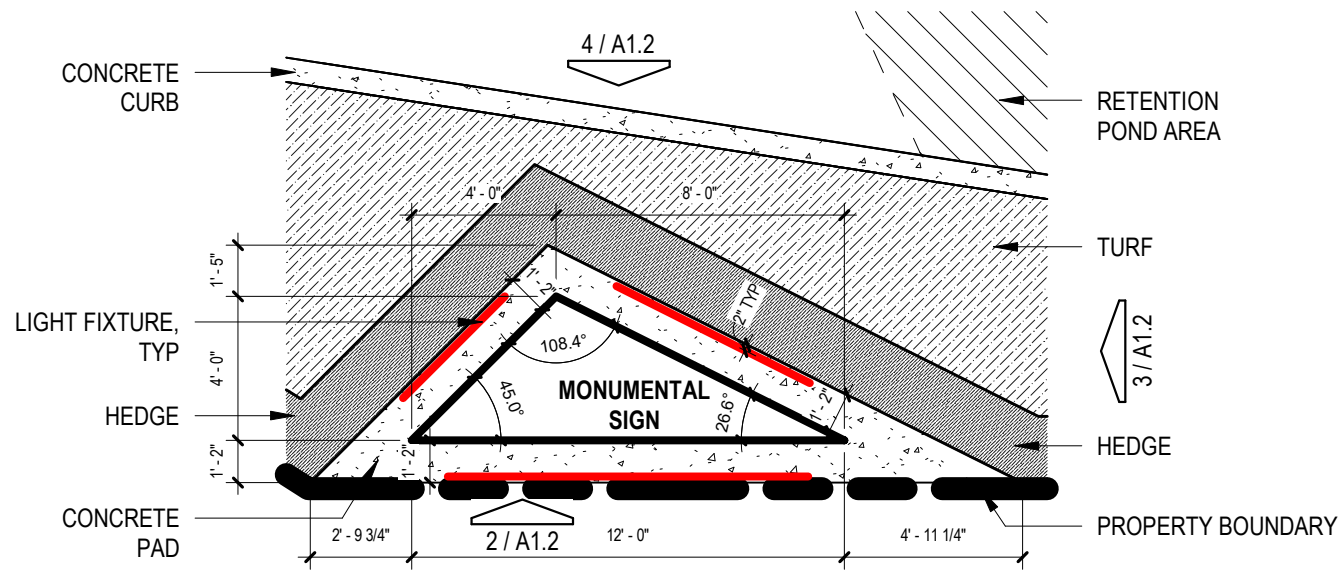 4 / A1.2
CONCRETE
CURB
RETENTION
POND AREA
4' - 0"
8' - 0"
TURF
1' - 5"
1' - 2"
2" TYP
LIGHT FIXTURE,
TYP
4' - 0"
108.4°
3 / A1.2
MONUMENTAL
SIGN
45.0°
26.6°
1' - 2"
HEDGE
HEDGE
1' - 2"
1' - 2"
CONCRETE
PAD
2' - 9 3/4"
2 / A1.2
12' - 0"
4' - 11 1/4"
PROPERTY BOUNDARY